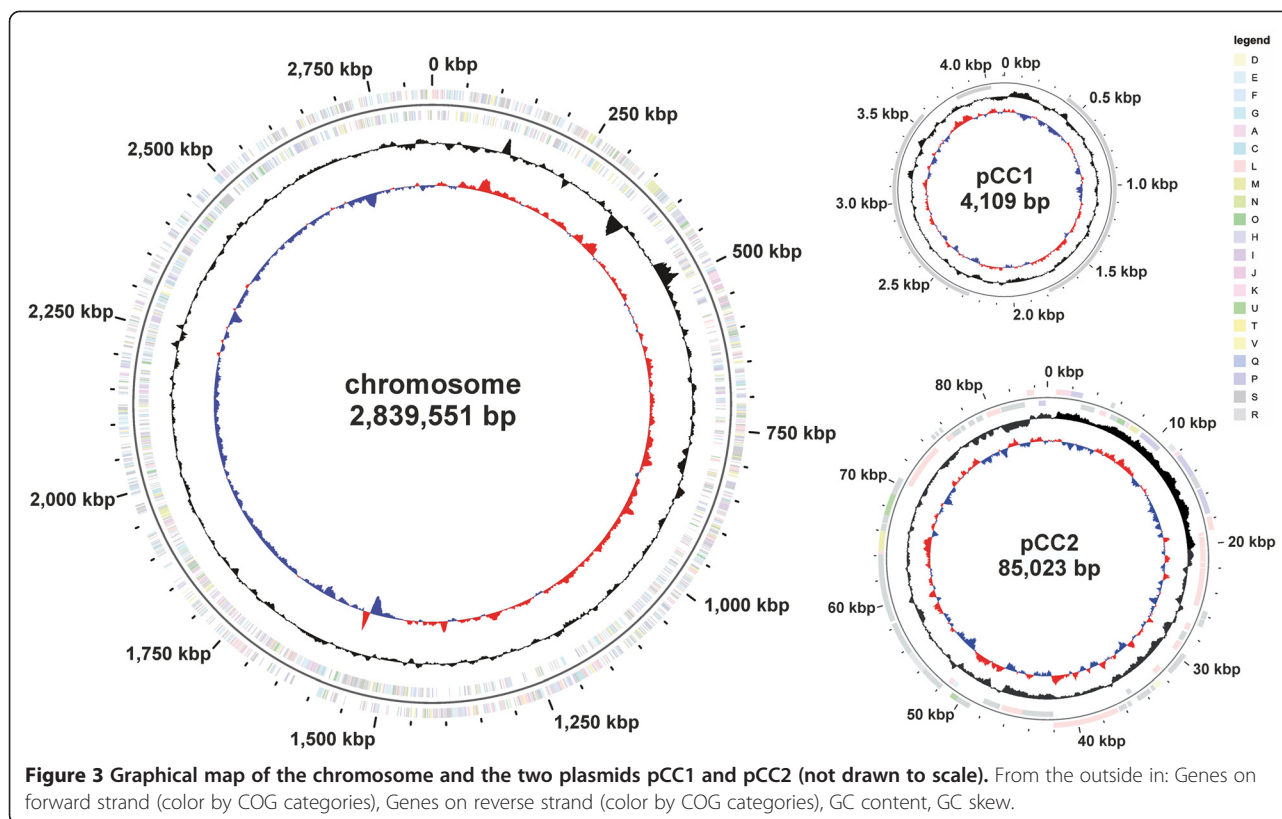 0 kbp
250 kbp
500 kbp
750 kbp
1,000 kbp
1,250 kbp
1,500 kbp
1,750 kbp
2,000 kbp
2,250 kbp
2,500 kbp
2,750 kbp
chromosome
2,839,551 bp
0 kbp
0.5 kbp
1.0 kbp
1.5 kbp
2.0 kbp
2.5 kbp
3.0 kbp
3.5 kbp
4.0 kbp
pCC1
4,109 bp
0 kbp
10 kbp
20 kbp
30 kbp
40 kbp
50 kbp
60 kbp
70 kbp
80 kbp
pCC2
85,023 bp
legend
D
E
F
G
A
C
L
M
N
O
H
I
J
K
U
T
V
Q
P
S
R
Figure 3 Graphical map of the chromosome and the two plasmids pCC1 and pCC2 (not drawn to scale). From the outside in: Genes on
forward strand (color by COG categories), Genes on reverse strand (color by COG categories), GC content, GC skew.